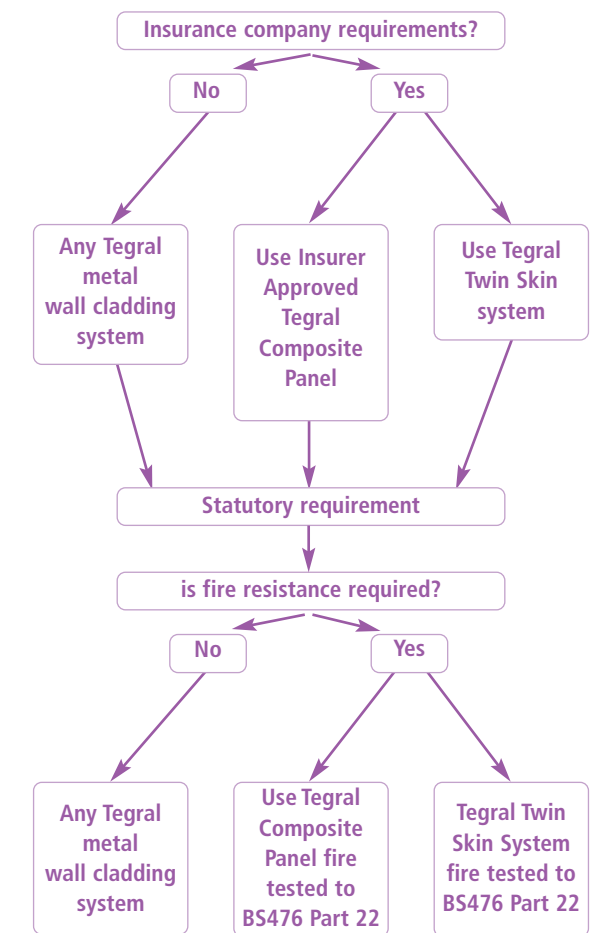 Insurance company requirements?
No
Yes
Any Tegral
metal
wall cladding
system
Use Insurer
Approved
Tegral
Composite
Panel
Use Tegral
Twin Skin
system
Statutory requirement
is fire resistance required?
No
Yes
Any Tegral
metal
wall cladding
system
Use Tegral
Composite
Panel fire
tested to
BS476 Part 22
Tegral Twin
Skin System
fire tested to
BS476 Part 22